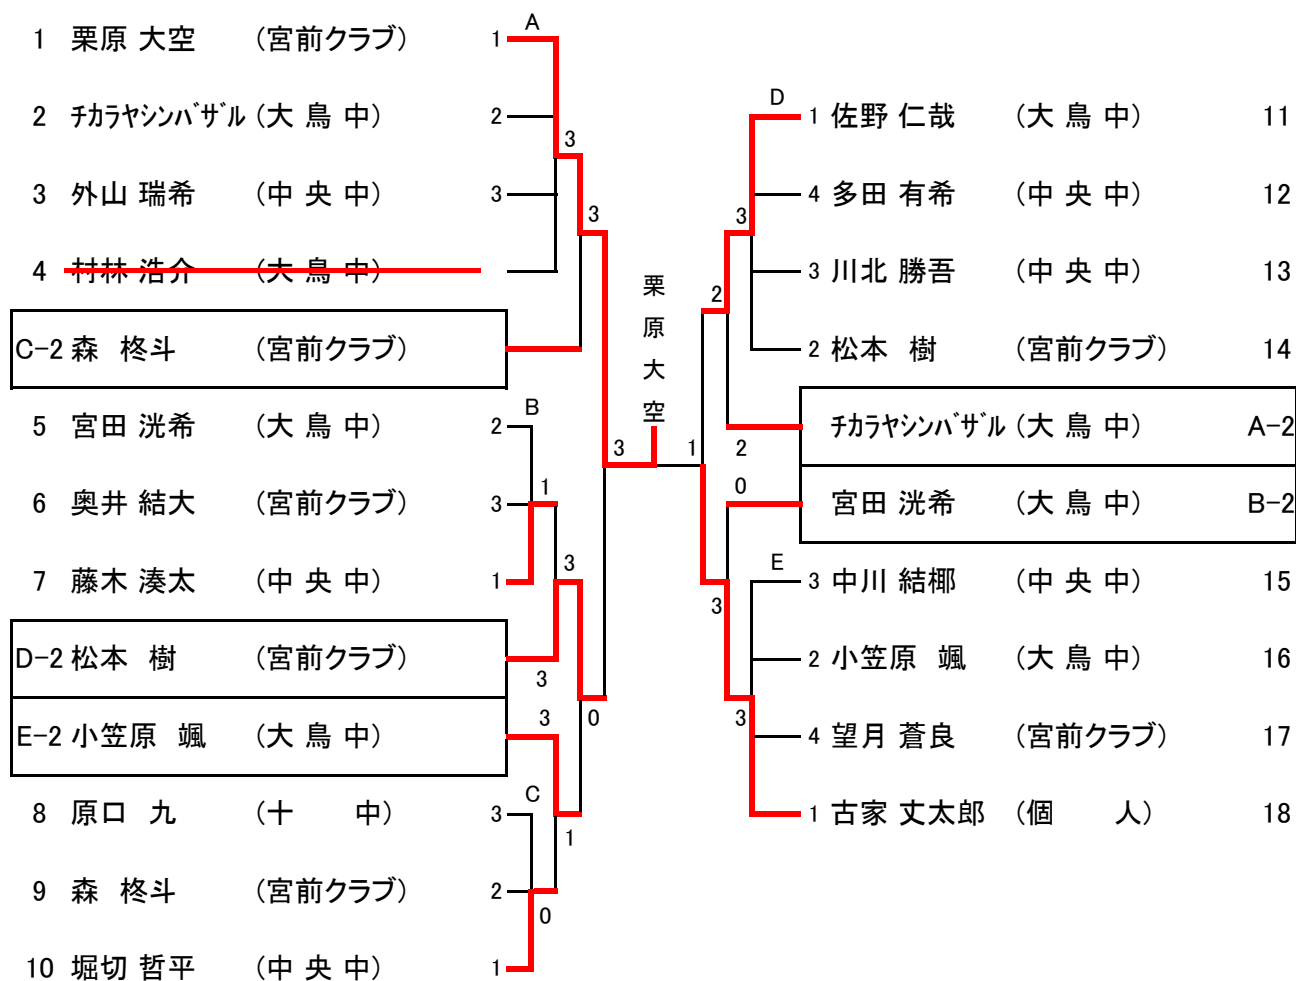 A
1 栗原 大空 (宮前クラブ) 1
2 チカラヤシンバザル (大 鳥 中) 2
3
3 外山 瑞希 (中 央 中) 3
3
4 村林 浩介 (大 鳥 中)
C-2 森 柊斗 (宮前クラブ)
B
5 宮田 洸希 (大 鳥 中) 2
3
6 奥井 結大 (宮前クラブ) 3
1
7 藤木 湊太 (中 央 中) 1
3
D-2 松本 樹 (宮前クラブ)
3
E-2 小笠原 颯 (大 鳥 中)
3
0
C
8 原口 九 (十 中) 3
1
9 森 柊斗 (宮前クラブ) 2
0
10 堀切 哲平 (中 央 中) 1
栗原大空
D
1 佐野 仁哉 (大 鳥 中) 11
4 多田 有希 (中 央 中) 12
3
3 川北 勝吾 (中 央 中) 13
2
2 松本 樹 (宮前クラブ) 14
チカラヤシンバザル (大 鳥 中) A-2
1
2
0
宮田 洸希 (大 鳥 中) B-2
E
3 中川 結椰 (中 央 中) 15
3
2 小笠原 颯 (大 鳥 中) 16
3
4 望月 蒼良 (宮前クラブ) 17
1 古家 丈太郎 (個 人) 18